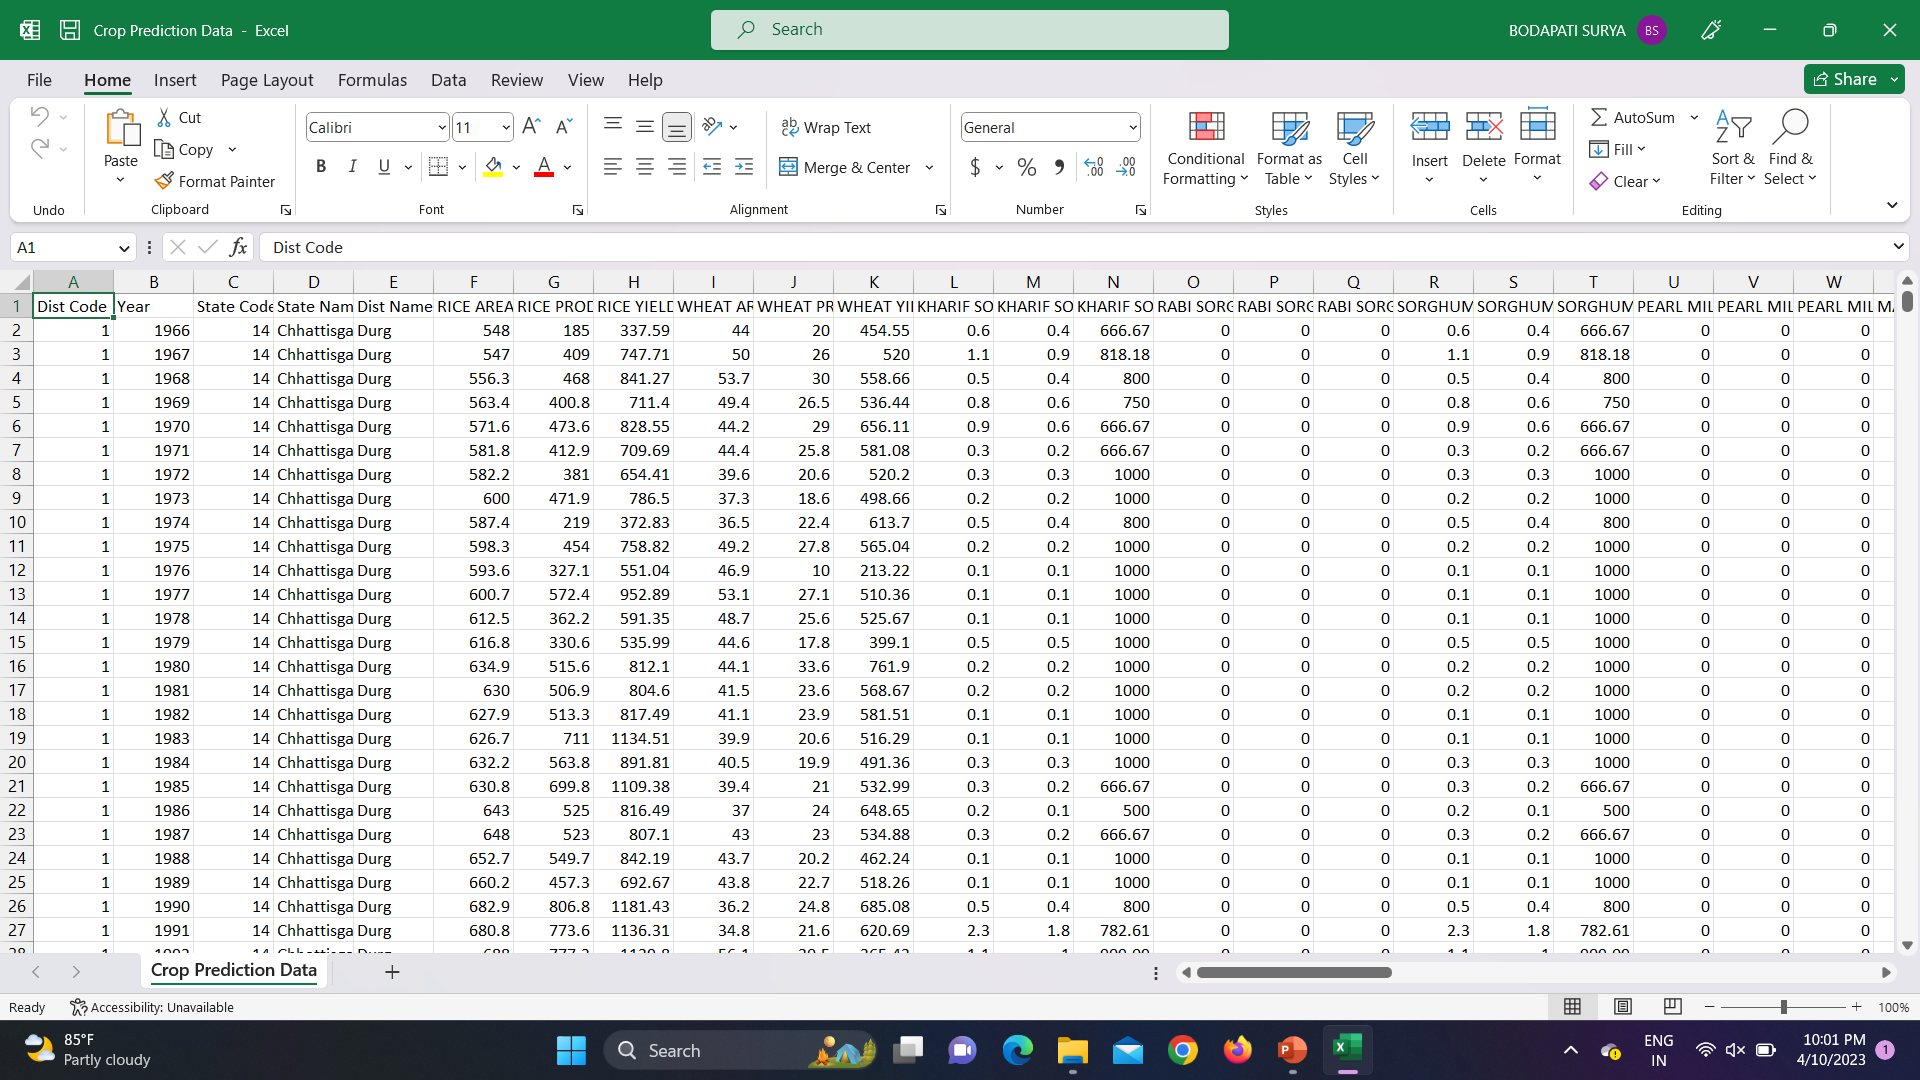 Crop Prediction Data - Excel
Search
BODAPATI SURYA BS
File Home Insert Page Layout Formulas Data Review View Help Share
Cut
Copy
Paste
Format Painter
Calibri 11
B I U A
Wrap Text
Merge & Center
General
$ % ,
Conditional Formatting Format as Table Cell Styles
Insert Delete Format
AutoSum
Fill
Clear
Sort & Filter Find & Select
Undo Clipboard Font Alignment Number Styles Cells Editing
A1 fx Dist Code
A B C D E F G H I J K L M N O P Q R S T U V W
1 Dist Code Year State Code State Nam Dist Name RICE AREA RICE PROD RICE YIELD WHEAT AR WHEAT PR WHEAT YII KHARIF SO KHARIF SO KHARIF SO RABI SORG RABI SORG RABI SORG SORGHUM SORGHUM SORGHUM PEARL MIL PEARL MIL PEARL MIL MA
2 1 1966 14 Chhattisga Durg 548 185 337.59 44 20 454.55 0.6 0.4 666.67 0 0 0 0.6 0.4 666.67 0 0 0
3 1 1967 14 Chhattisga Durg 547 409 747.71 50 26 520 1.1 0.9 818.18 0 0 0 1.1 0.9 818.18 0 0 0
4 1 1968 14 Chhattisga Durg 556.3 468 841.27 53.7 30 558.66 0.5 0.4 800 0 0 0 0.5 0.4 800 0 0 0
5 1 1969 14 Chhattisga Durg 563.4 400.8 711.4 49.4 26.5 536.44 0.8 0.6 750 0 0 0 0.8 0.6 750 0 0 0
6 1 1970 14 Chhattisga Durg 571.6 473.6 828.55 44.2 29 656.11 0.9 0.6 666.67 0 0 0 0.9 0.6 666.67 0 0 0
7 1 1971 14 Chhattisga Durg 581.8 412.9 709.69 44.4 25.8 581.08 0.3 0.2 666.67 0 0 0 0.3 0.2 666.67 0 0 0
8 1 1972 14 Chhattisga Durg 582.2 381 654.41 39.6 20.6 520.2 0.3 0.3 1000 0 0 0 0.3 0.3 1000 0 0 0
9 1 1973 14 Chhattisga Durg 600 471.9 786.5 37.3 18.6 498.66 0.2 0.2 1000 0 0 0 0.2 0.2 1000 0 0 0
10 1 1974 14 Chhattisga Durg 587.4 219 372.83 36.5 22.4 613.7 0.5 0.4 800 0 0 0 0.5 0.4 800 0 0 0
11 1 1975 14 Chhattisga Durg 598.3 454 758.82 49.2 27.8 565.04 0.2 0.2 1000 0 0 0 0.2 0.2 1000 0 0 0
12 1 1976 14 Chhattisga Durg 593.6 327.1 551.04 46.9 10 213.22 0.1 0.1 1000 0 0 0 0.1 0.1 1000 0 0 0
13 1 1977 14 Chhattisga Durg 600.7 572.4 952.89 53.1 27.1 510.36 0.1 0.1 1000 0 0 0 0.1 0.1 1000 0 0 0
14 1 1978 14 Chhattisga Durg 612.5 362.2 591.35 48.7 25.6 525.67 0.1 0.1 1000 0 0 0 0.1 0.1 1000 0 0 0
15 1 1979 14 Chhattisga Durg 616.8 330.6 535.99 44.6 17.8 399.1 0.5 0.5 1000 0 0 0 0.5 0.5 1000 0 0 0
16 1 1980 14 Chhattisga Durg 634.9 515.6 812.1 44.1 33.6 761.9 0.2 0.2 1000 0 0 0 0.2 0.2 1000 0 0 0
17 1 1981 14 Chhattisga Durg 630 506.9 804.6 41.5 23.6 568.67 0.2 0.2 1000 0 0 0 0.2 0.2 1000 0 0 0
18 1 1982 14 Chhattisga Durg 627.9 513.3 817.49 41.1 23.9 581.51 0.1 0.1 1000 0 0 0 0.1 0.1 1000 0 0 0
19 1 1983 14 Chhattisga Durg 626.7 711 1134.51 39.9 20.6 516.29 0.1 0.1 1000 0 0 0 0.1 0.1 1000 0 0 0
20 1 1984 14 Chhattisga Durg 632.2 563.8 891.81 40.5 19.9 491.36 0.3 0.3 1000 0 0 0 0.3 0.3 1000 0 0 0
21 1 1985 14 Chhattisga Durg 630.8 699.8 1109.38 39.4 21 532.99 0.3 0.2 666.67 0 0 0 0.3 0.2 666.67 0 0 0
22 1 1986 14 Chhattisga Durg 643 525 816.49 37 24 648.65 0.2 0.1 500 0 0 0 0.2 0.1 500 0 0 0
23 1 1987 14 Chhattisga Durg 648 523 807.1 43 23 534.88 0.3 0.2 666.67 0 0 0 0.3 0.2 666.67 0 0 0
24 1 1988 14 Chhattisga Durg 652.7 549.7 842.19 43.7 20.2 462.24 0.1 0.1 1000 0 0 0 0.1 0.1 1000 0 0 0
25 1 1989 14 Chhattisga Durg 660.2 457.3 692.67 43.8 22.7 518.26 0.1 0.1 1000 0 0 0 0.1 0.1 1000 0 0 0
26 1 1990 14 Chhattisga Durg 682.9 806.8 1181.43 36.2 24.8 685.08 0.5 0.4 800 0 0 0 0.5 0.4 800 0 0 0
27 1 1991 14 Chhattisga Durg 680.8 773.6 1136.31 34.8 21.6 620.69 2.3 1.8 782.61 0 0 0 2.3 1.8 782.61 0 0 0
Crop Prediction Data
Ready Accessibility: Unavailable 100%
85°F
Partly cloudy
Search
ENG
IN
10:01 PM
4/10/2023
1